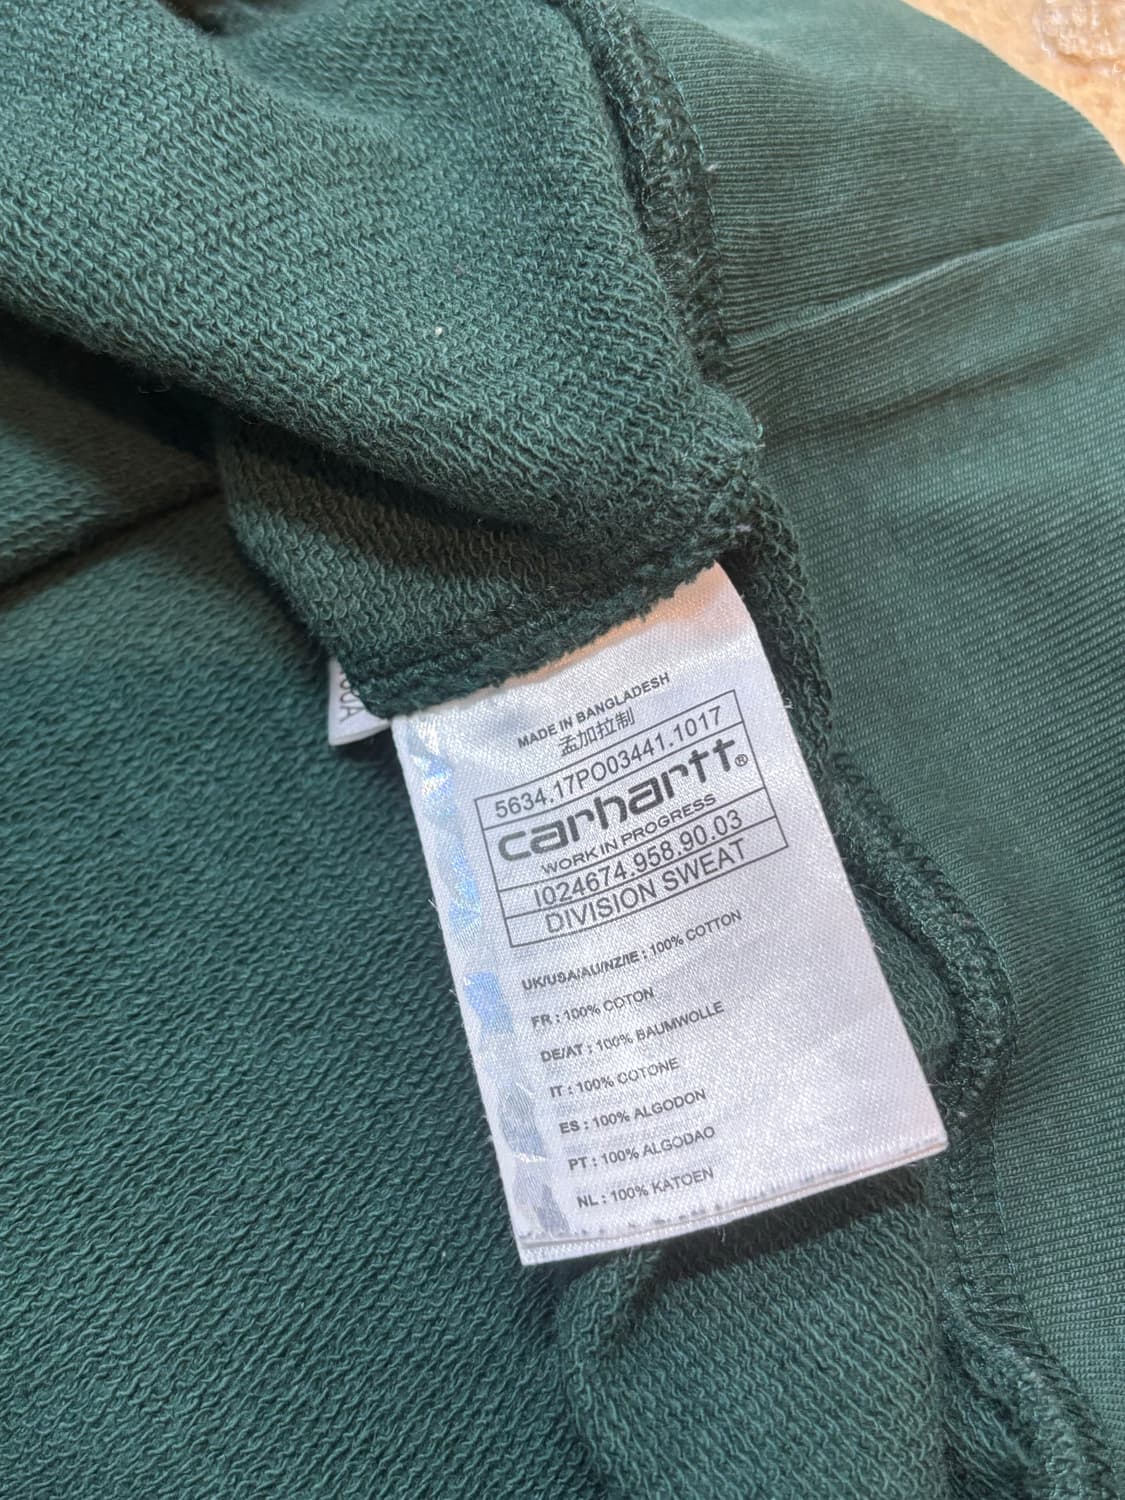 MADE IN BANGLADESH
孟加拉制
5634.17PO03441.1017
carhartt®
WORK IN PROGRESS
I024674.958.90.03
DIVISION SWEAT
UK/USA/AU/NZ/IE : 100% COTTON
FR : 100% COTON
DE/AT : 100% BAUMWOLLE
IT : 100% COTONE
ES : 100% ALGODON
PT : 100% ALGODAO
NL : 100% KATOEN